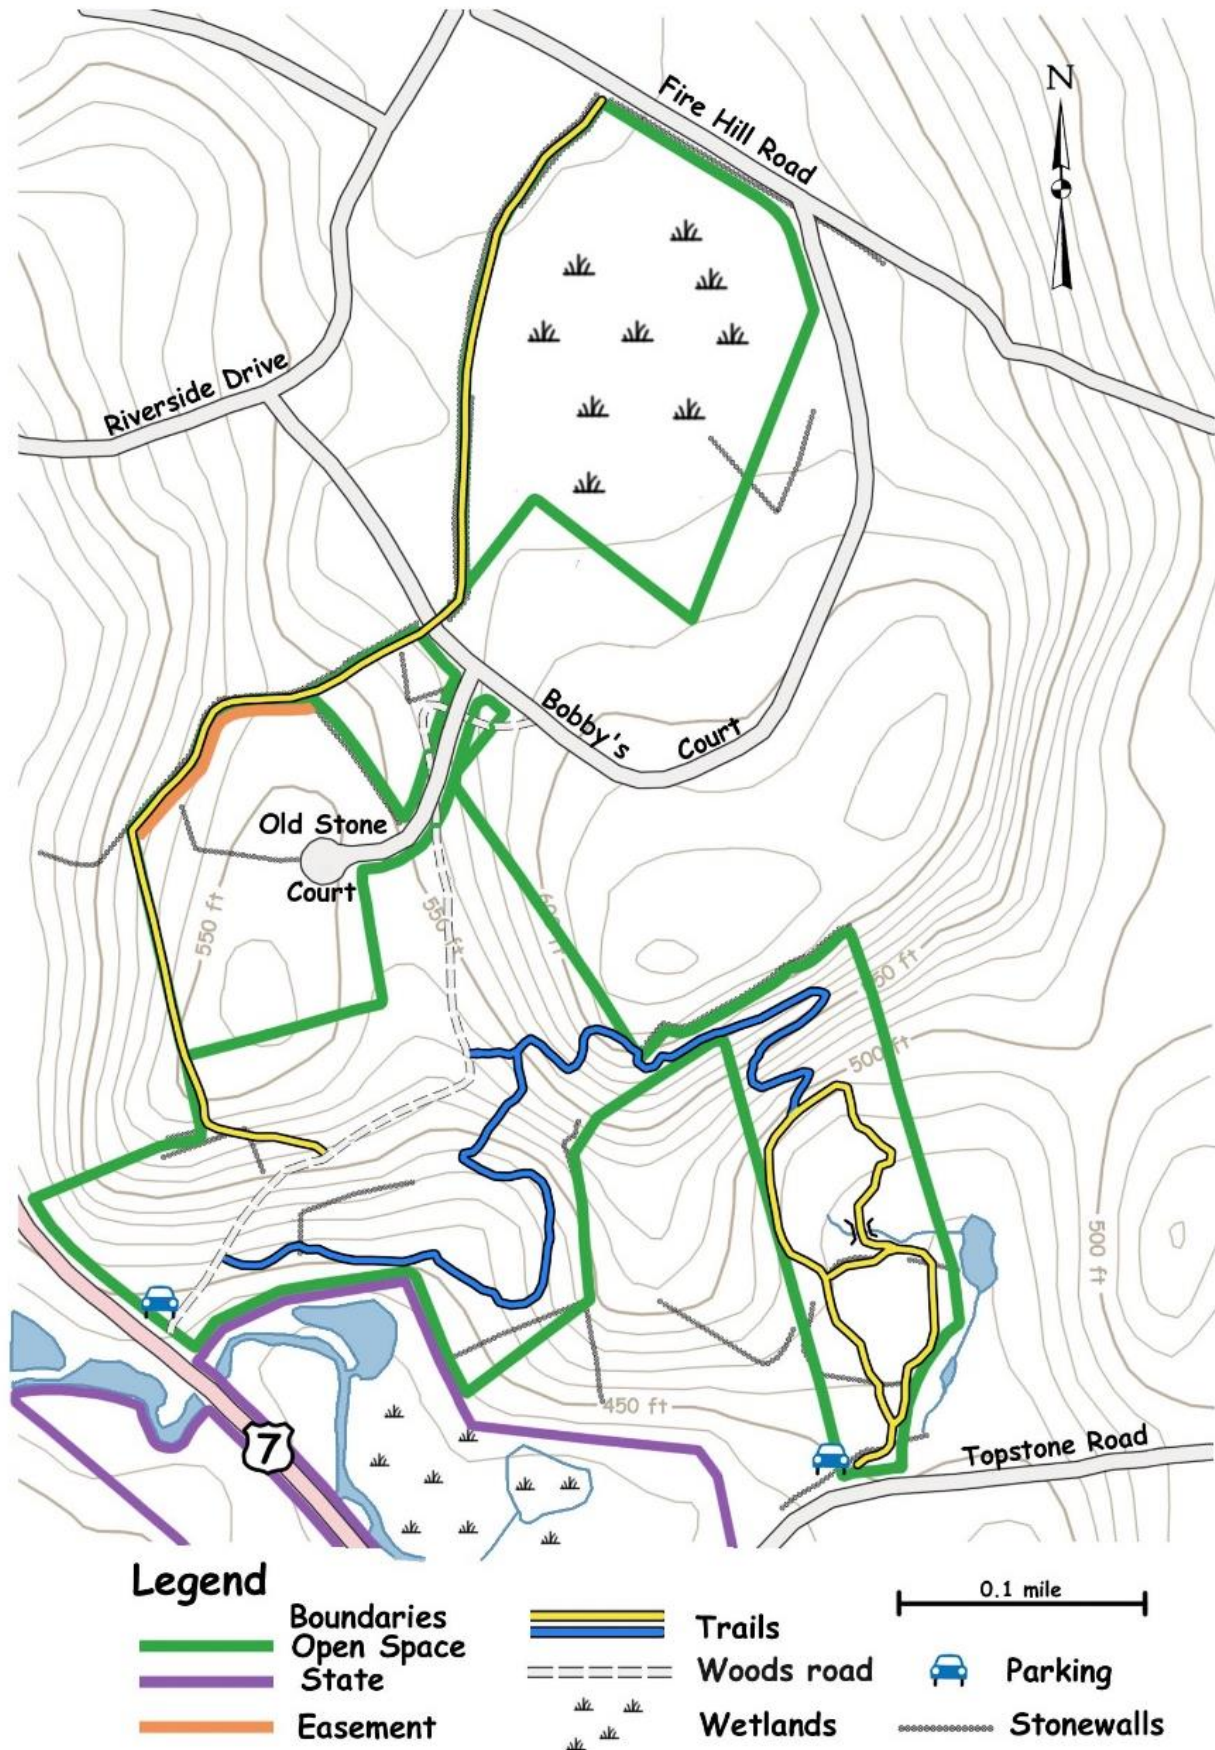 N
Fire Hill Road
Riverside Drive
Bobby's Court
Old Stone
Court
550 ft
550 ft
500 ft
500 ft
450 ft
7
Topstone Road
Legend
Boundaries
Open Space
State
Easement
Trails
Woods road
Wetlands
0.1 mile
Parking
Stonewalls